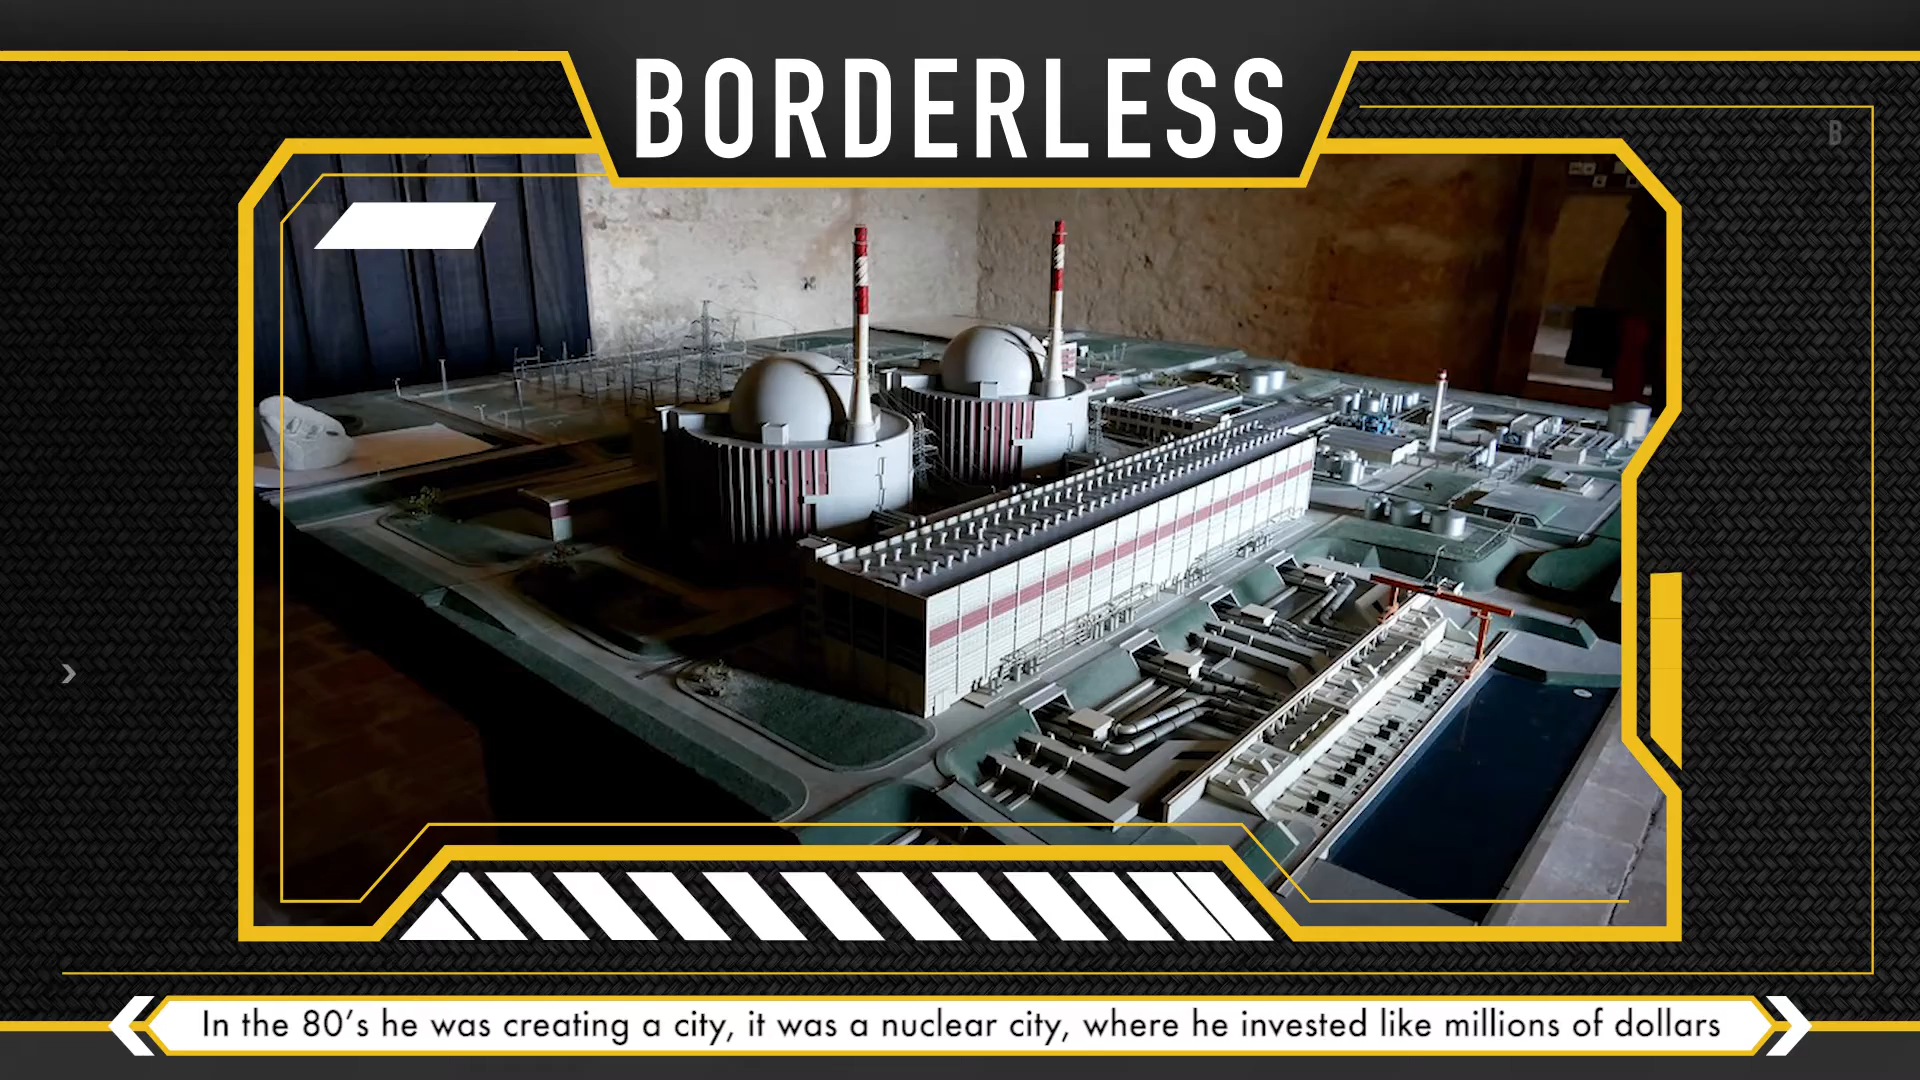 BORDERLESS
B
In the 80's he was creating a city, it was a nuclear city, where he invested like millions of dollars